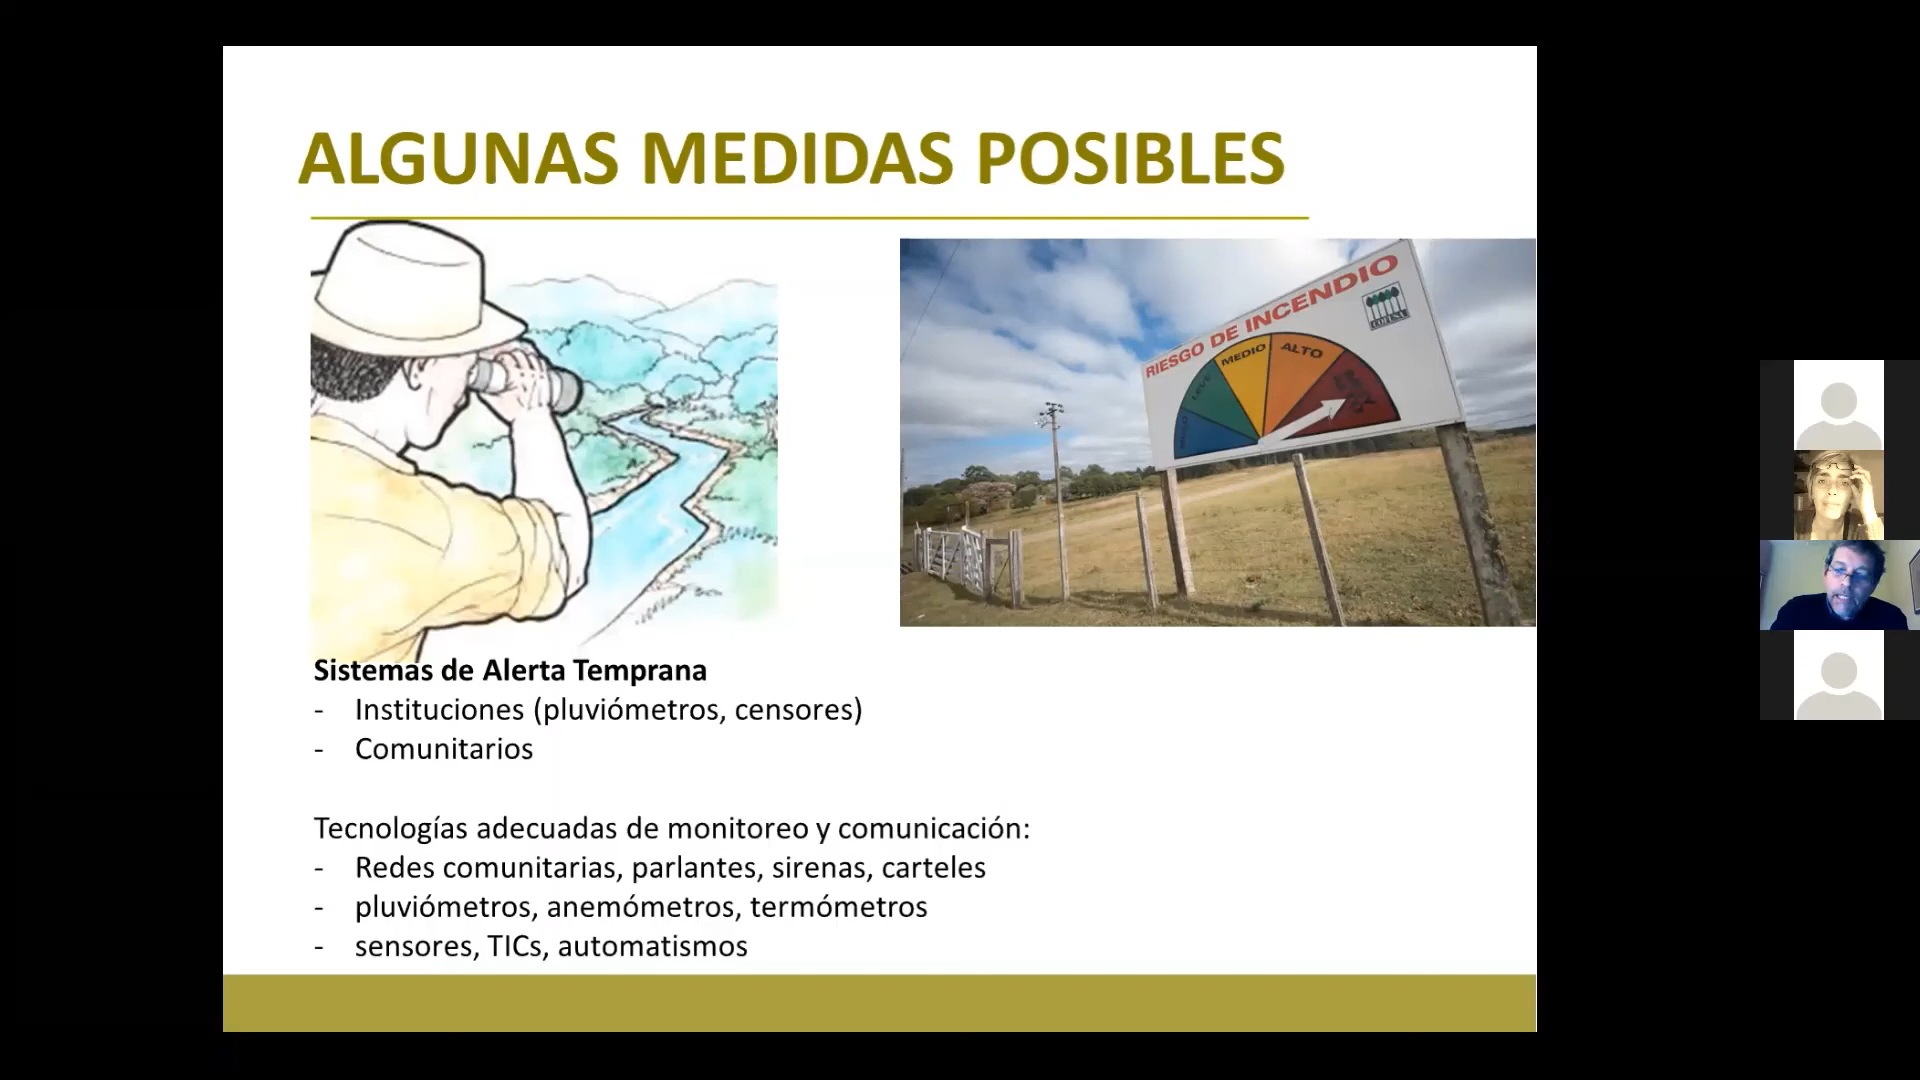 ALGUNAS MEDIDAS POSIBLES
RIESGO DE INCENDIO
LEVE
MEDIO
ALTO
Sistemas de Alerta Temprana
- Instituciones (pluviómetros, censores)
- Comunitarios
Tecnologías adecuadas de monitoreo y comunicación:
- Redes comunitarias, parlantes, sirenas, carteles
- pluviómetros, anemómetros, termómetros
- sensores, TICs, automatismos